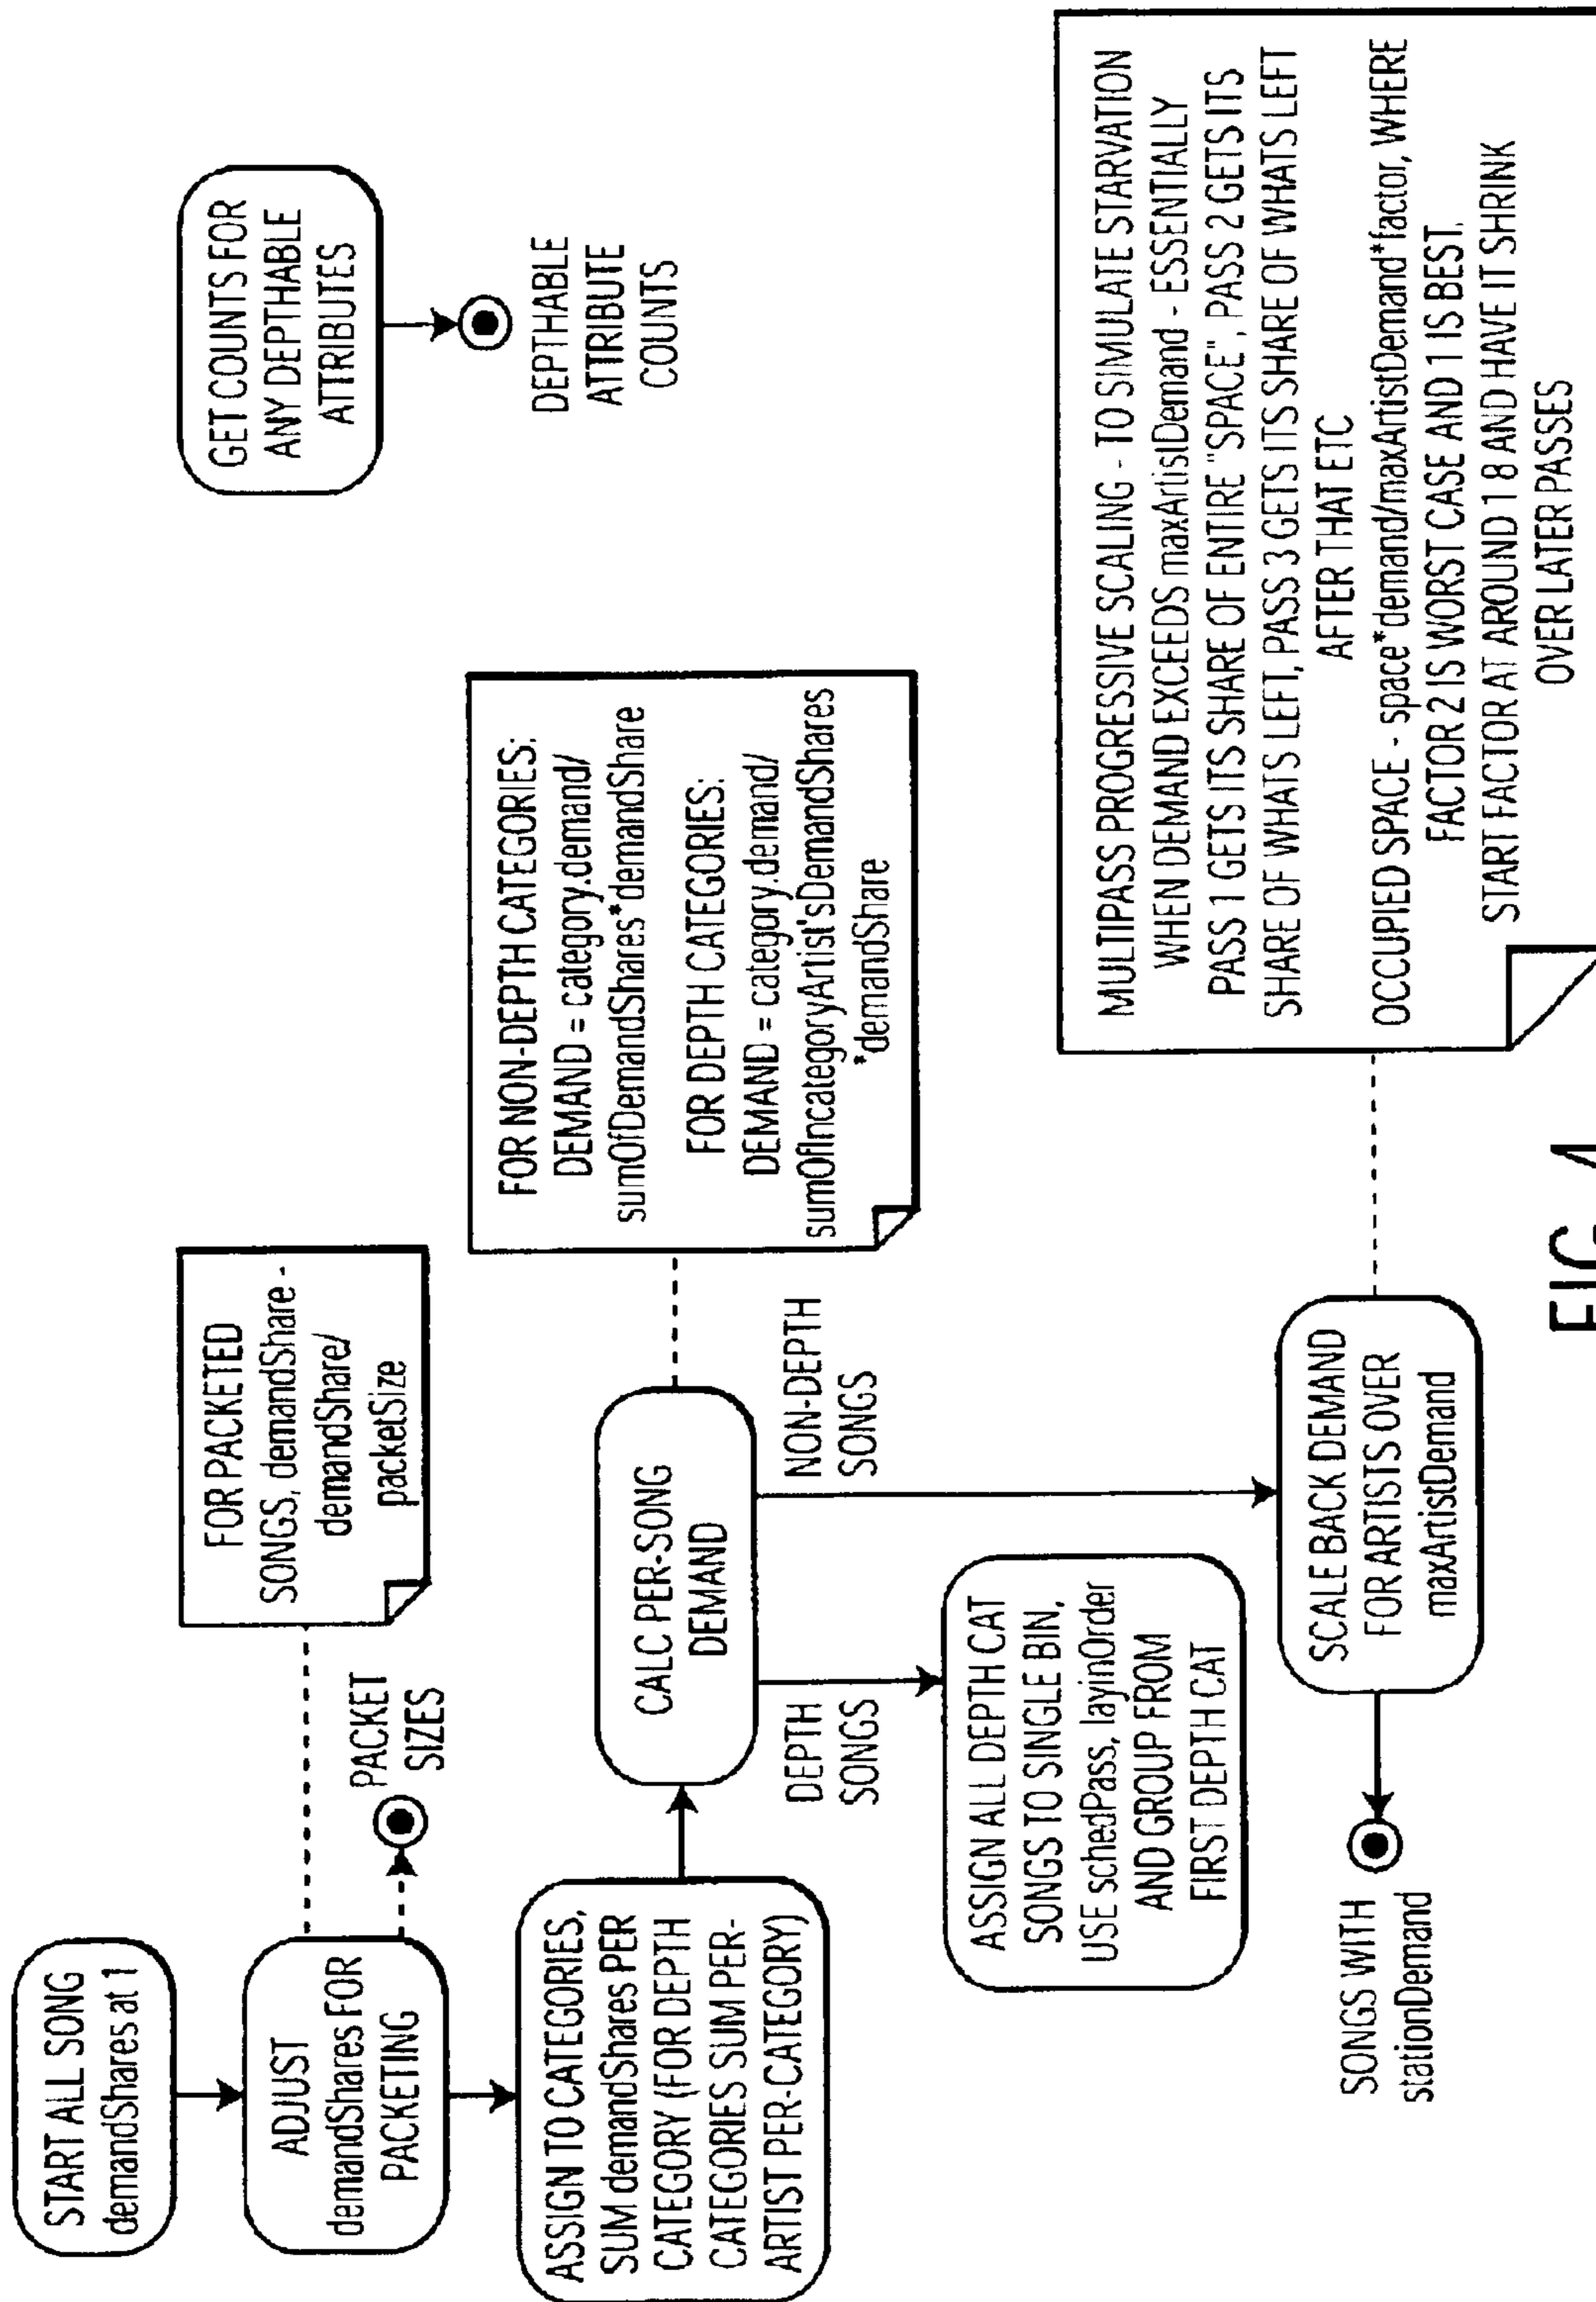 START ALL SONG
demandShares at 1
ADJUST
demandShares FOR
PACKETING
FOR PACKETED
SONGS, demandShare -
demandShare/
packetSize
PACKET
SIZES
ASSIGN TO CATEGORIES,
SUM demandShares PER
CATEGORY (FOR DEPTH
CATEGORIES SUM PER-
ARTIST PER-CATEGORY)
CALC PER-SONG
DEMAND
FOR NON-DEPTH CATEGORIES:
DEMAND = category.demand/
sumOfDemandShares*demandShare
FOR DEPTH CATEGORIES:
DEMAND = category.demand/
sumOfIncategoryArtist'sDemandShares
*demandShare
DEPTH
SONGS
NON-DEPTH
SONGS
ASSIGN ALL DEPTH CAT
SONGS TO SINGLE BIN,
USE schedPass, layinOrder
AND GROUP FROM
FIRST DEPTH CAT
SCALE BACK DEMAND
FOR ARTISTS OVER
maxArtistDemand
SONGS WITH
stationDemand
GET COUNTS FOR
ANY DEPTHABLE
ATTRIBUTES
DEPTHABLE
ATTRIBUTE
COUNTS
MULTIPASS PROGRESSIVE SCALING - TO SIMULATE STARVATION
WHEN DEMAND EXCEEDS maxArtistDemand - ESSENTIALLY
PASS 1 GETS ITS SHARE OF ENTIRE "SPACE", PASS 2 GETS ITS
SHARE OF WHATS LEFT, PASS 3 GETS ITS SHARE OF WHATS LEFT
AFTER THAT ETC
OCCUPIED SPACE - space*demand/maxArtistDemand*factor, WHERE
FACTOR 2 IS WORST CASE AND 1 IS BEST.
START FACTOR AT AROUND 1 8 AND HAVE IT SHRINK
OVER LATER PASSES
FIG. 4